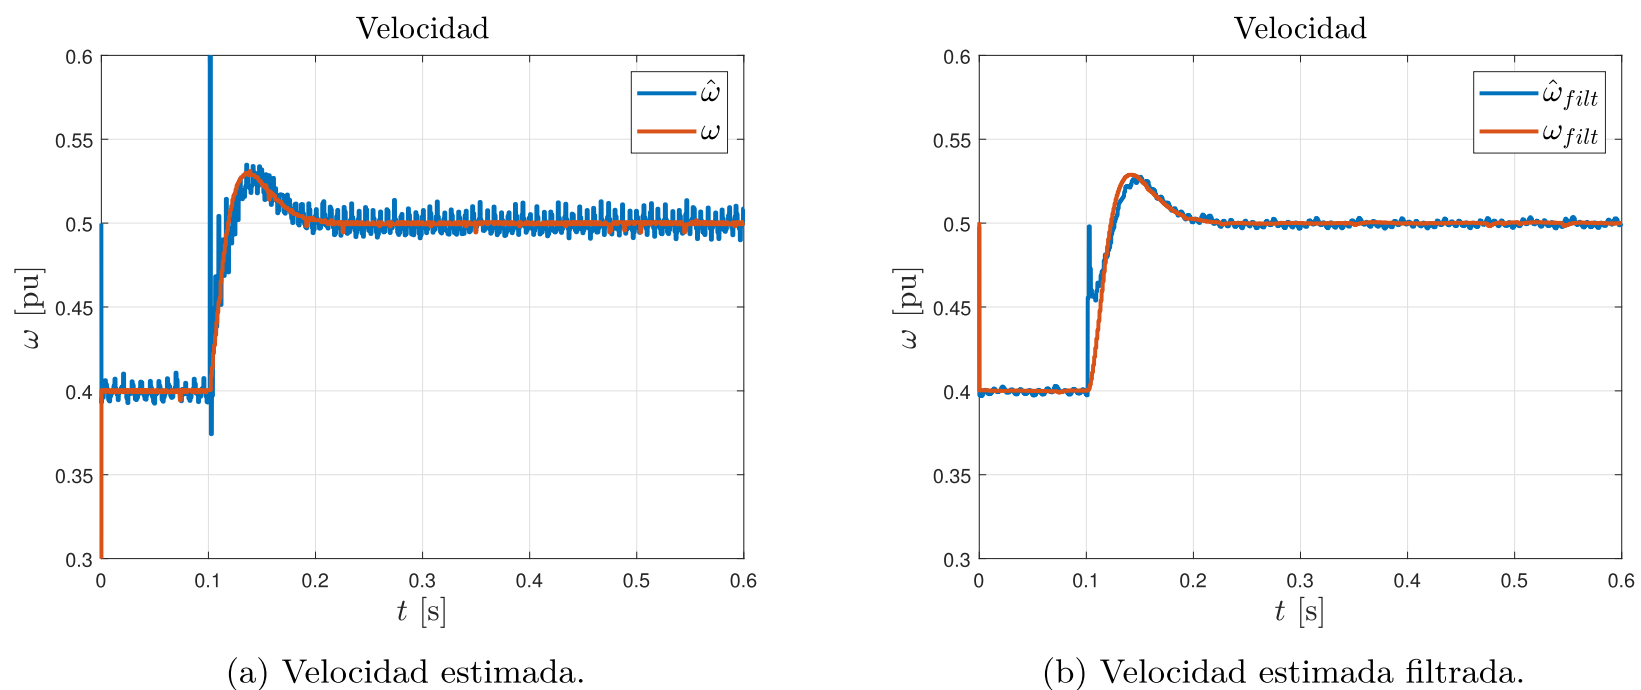 Velocidad
0.6
0.55
0.5
0.45
0.4
0.35
0.3
ω [pu]
ω̂
ω
0 0.1 0.2 0.3 0.4 0.5 0.6
t [s]
(a) Velocidad estimada.
Velocidad
0.6
0.55
0.5
0.45
0.4
0.35
0.3
ω [pu]
ω̂filt
ωfilt
0 0.1 0.2 0.3 0.4 0.5 0.6
t [s]
(b) Velocidad estimada filtrada.